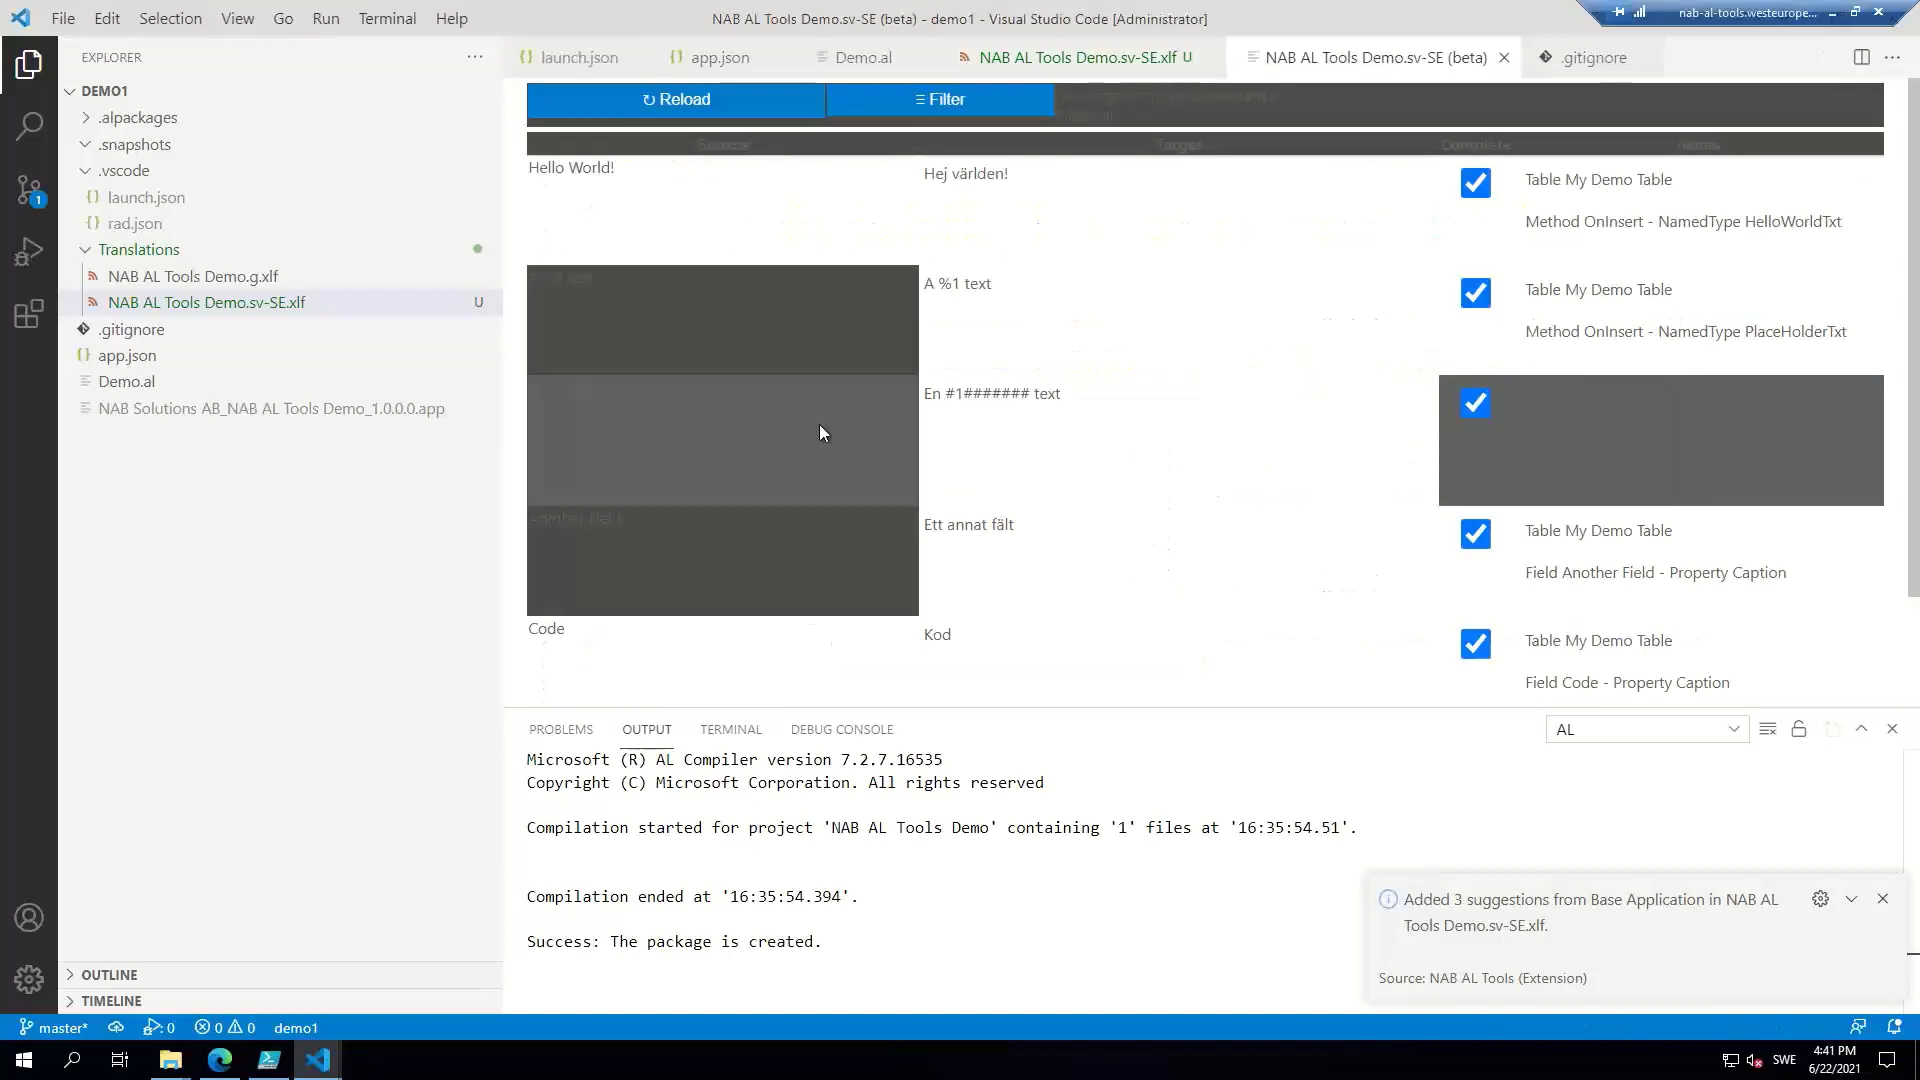 File Edit Selection View Go Run Terminal Help
NAB AL Tools Demo.sv-SE (beta) - demo1 - Visual Studio Code [Administrator]
nab-al-tools.westeurope...
EXPLORER
launch.json
app.json
Demo.al
NAB AL Tools Demo.sv-SE.xlf U
NAB AL Tools Demo.sv-SE (beta)
.gitignore
DEMO1
.alpackages
.snapshots
.vscode
launch.json
rad.json
Translations
NAB AL Tools Demo.g.xlf
NAB AL Tools Demo.sv-SE.xlf U
.gitignore
app.json
Demo.al
NAB Solutions AB_NAB AL Tools Demo_1.0.0.0.app
OUTLINE
TIMELINE
↻ Reload
☰ Filter
Source Target Complete Notes
Hello World!
Hej världen!
Table My Demo Table
Method OnInsert - NamedType HelloWorldTxt
A %1 text
Table My Demo Table
Method OnInsert - NamedType PlaceHolderTxt
En #1####### text
Another Field
Ett annat fält
Table My Demo Table
Field Another Field - Property Caption
Code
Kod
Table My Demo Table
Field Code - Property Caption
PROBLEMS OUTPUT TERMINAL DEBUG CONSOLE
AL
Microsoft (R) AL Compiler version 7.2.7.16535
Copyright (C) Microsoft Corporation. All rights reserved
Compilation started for project 'NAB AL Tools Demo' containing '1' files at '16:35:54.51'.
Compilation ended at '16:35:54.394'.
Success: The package is created.
Added 3 suggestions from Base Application in NAB AL
Tools Demo.sv-SE.xlf.
Source: NAB AL Tools (Extension)
1
master* 0 0 0 demo1
SWE
4:41 PM
6/22/2021